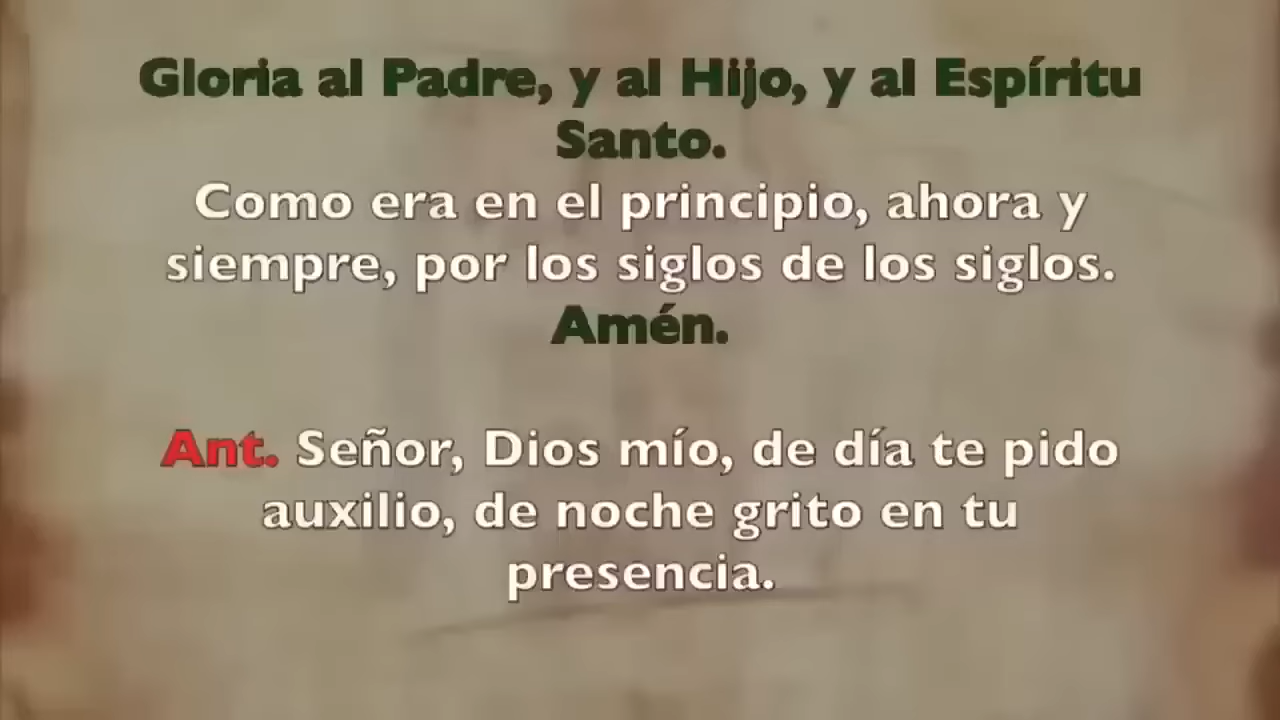 Gloria al Padre, y al Hijo, y al Espíritu
Santo.
Como era en el principio, ahora y
siempre, por los siglos de los siglos.
Amén.
Ant. Señor, Dios mío, de día te pido
auxilio, de noche grito en tu
presencia.